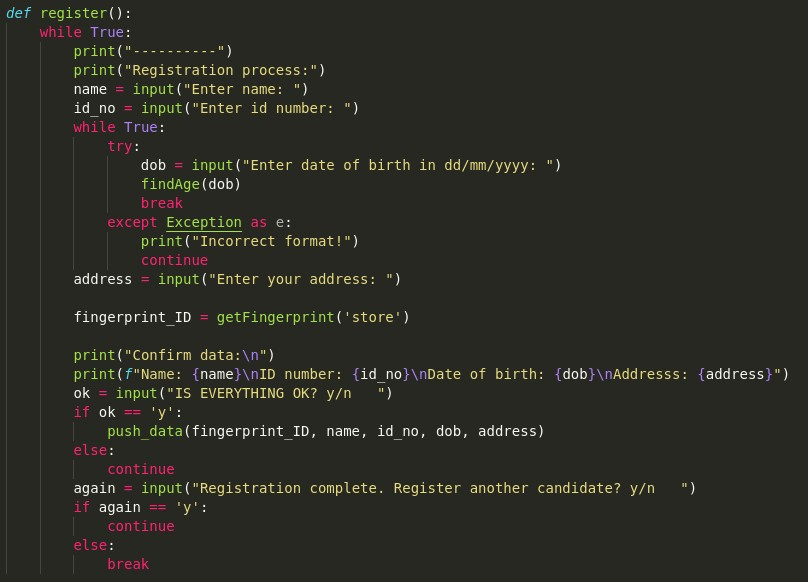 def register():
    while True:
        print("----------")
        print("Registration process:")
        name = input("Enter name: ")
        id_no = input("Enter id number: ")
        while True:
            try:
                dob = input("Enter date of birth in dd/mm/yyyy: ")
                findAge(dob)
                break
            except Exception as e:
                print("Incorrect format!")
                continue
        address = input("Enter your address: ")

        fingerprint_ID = getFingerprint('store')

        print("Confirm data:\n")
        print(f"Name: {name}\nID number: {id_no}\nDate of birth: {dob}\nAddresss: {address}")
        ok = input("IS EVERYTHING OK? y/n   ")
        if ok == 'y':
            push_data(fingerprint_ID, name, id_no, dob, address)
        else:
            continue
        again = input("Registration complete. Register another candidate? y/n   ")
        if again == 'y':
            continue
        else:
            break